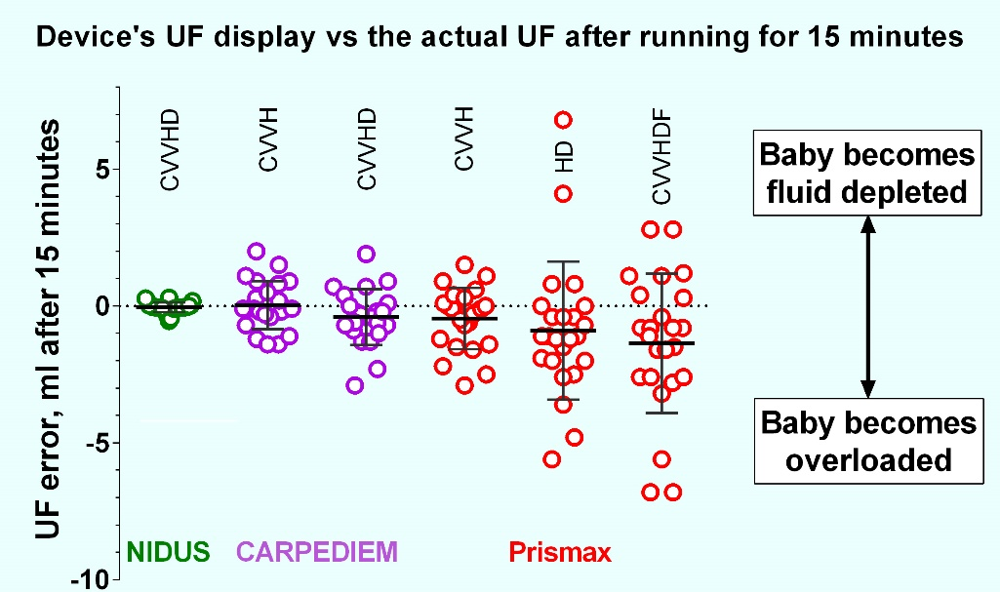 Device's UF display vs the actual UF after running for 15 minutes
UF error, ml after 15 minutes
5
0
-5
-10
CVVHD
CVVH
CVVHD
CVVH
HD
CVVHDF
NIDUS
CARPEDIEM
Prismax
Baby becomes
fluid depleted
Baby becomes
overloaded